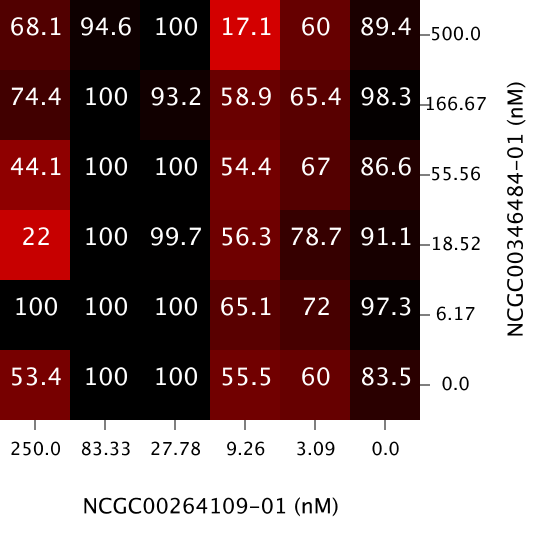 68.1 94.6 100 17.1 60 89.4 500.0
74.4 100 93.2 58.9 65.4 98.3 166.67
44.1 100 100 54.4 67 86.6 55.56
22 100 99.7 56.3 78.7 91.1 18.52
100 100 100 65.1 72 97.3 6.17
53.4 100 100 55.5 60 83.5 0.0
250.0 83.33 27.78 9.26 3.09 0.0
NCGC00264109−01 (nM)
NCGC00346484−01 (nM)